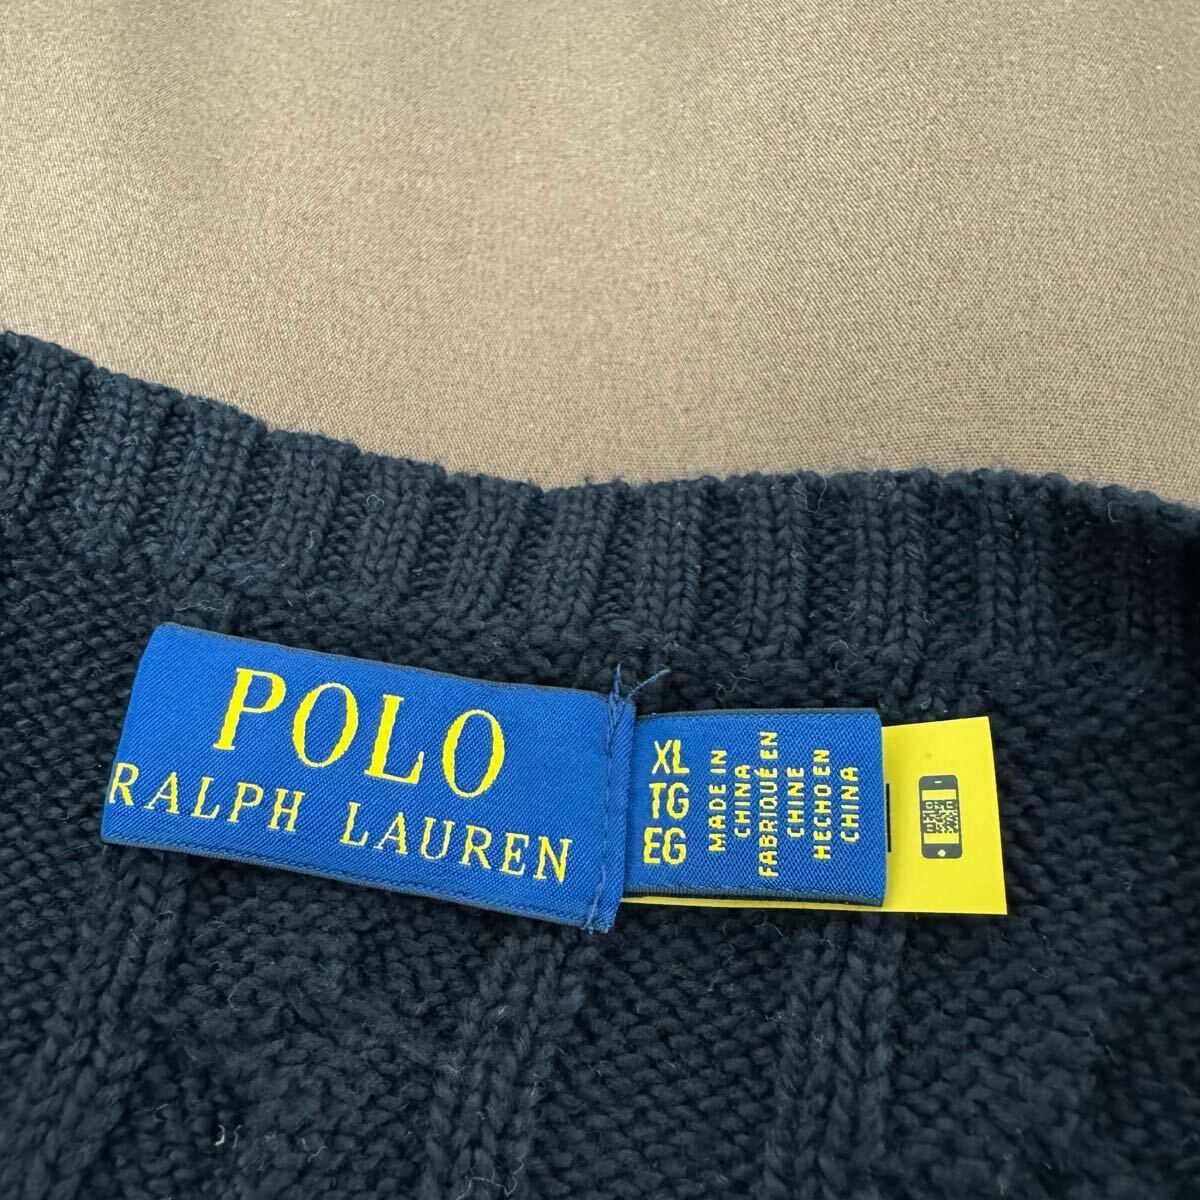 POLO
RALPH LAUREN
XL
TG
EG
MADE IN
CHINA
FABRIQUÉ EN
CHINE
HECHO EN
CHINA